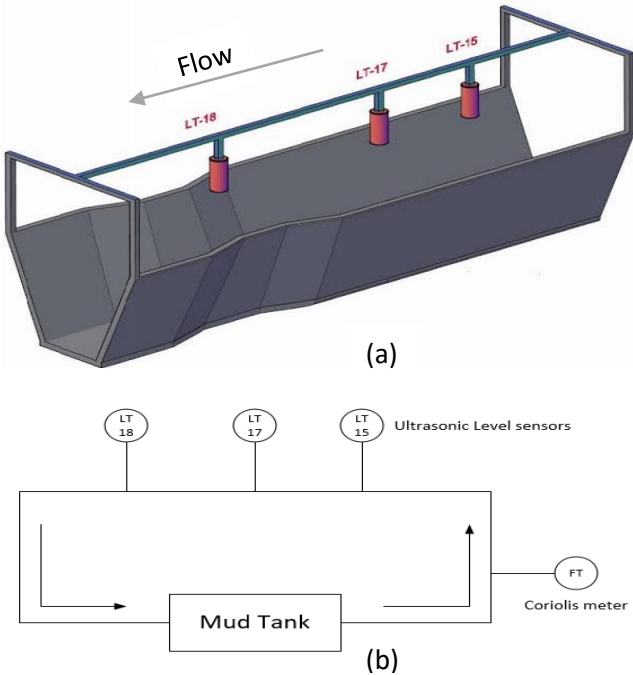 Flow
LT-15
LT-17
LT-18
(a)
LT
18
LT
17
LT
15
Ultrasonic Level sensors
FT
Coriolis meter
Mud Tank
(b)